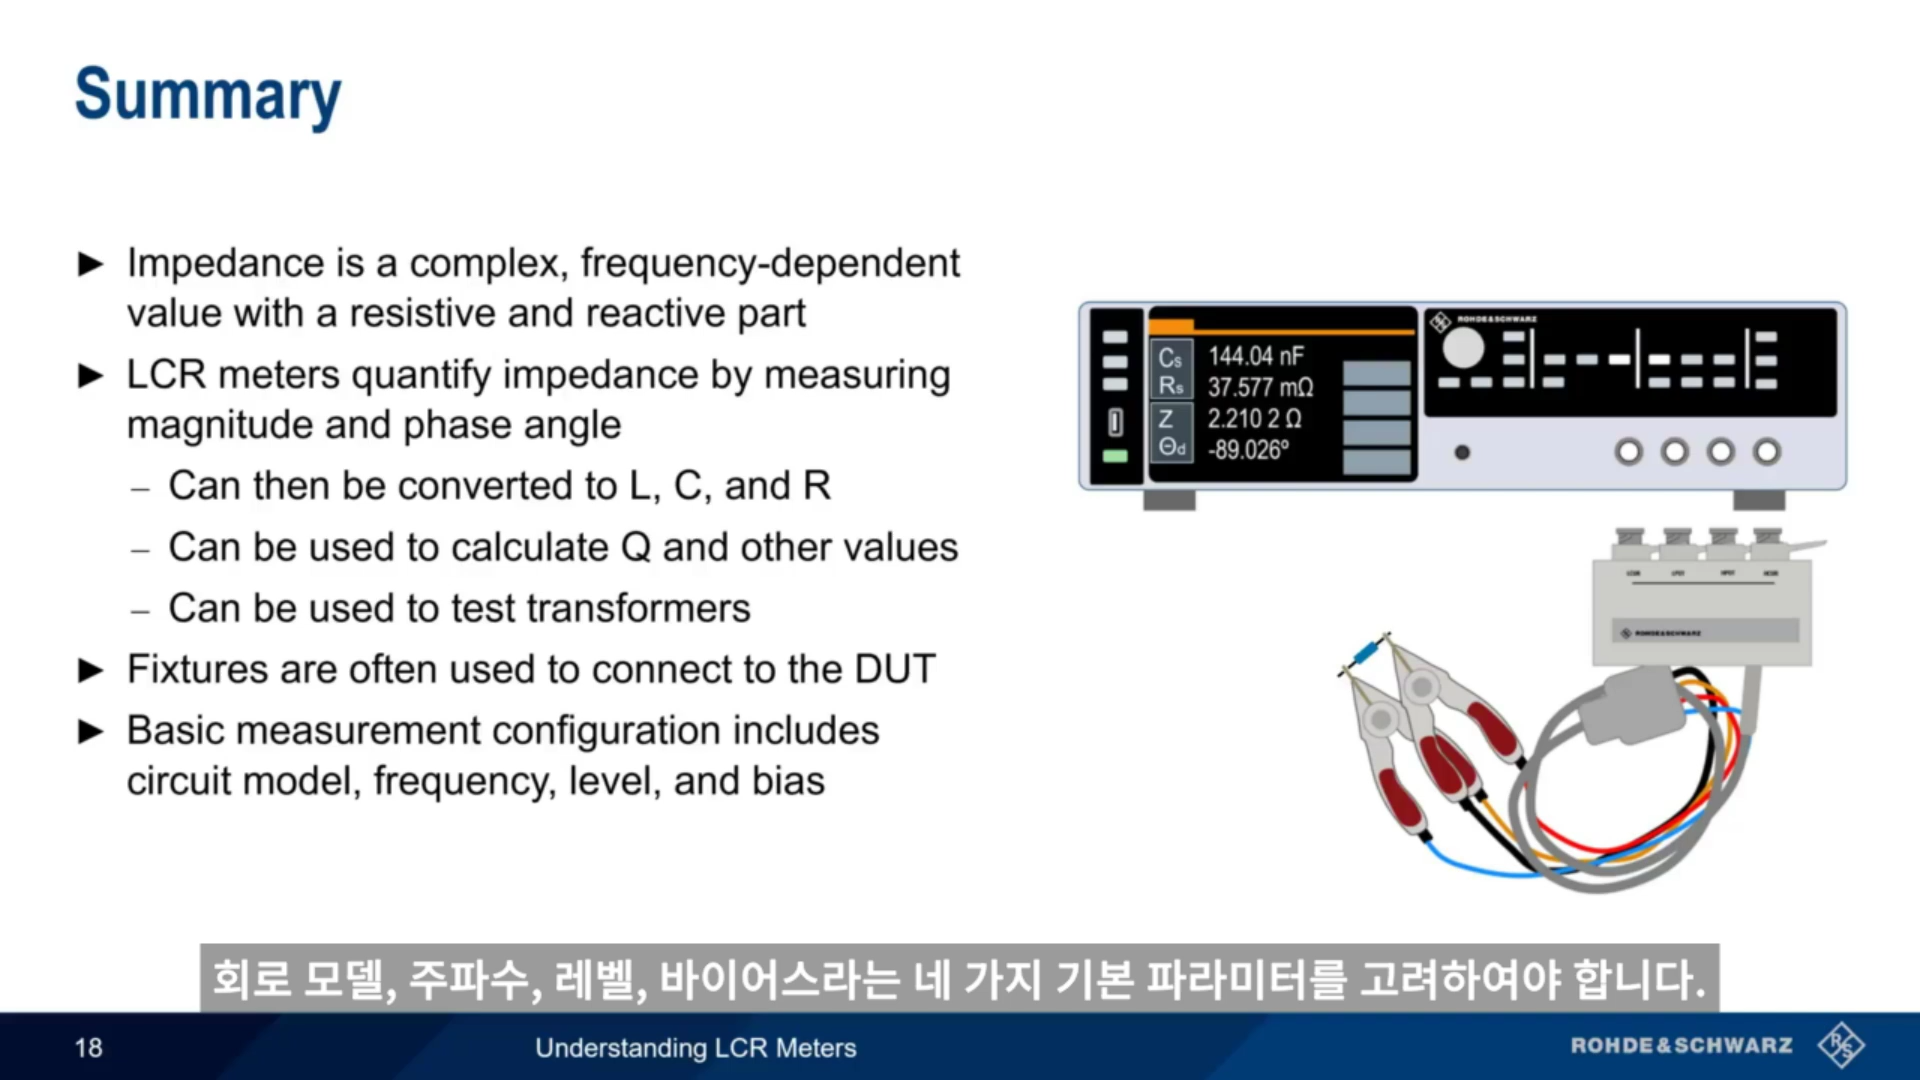 Summary
► Impedance is a complex, frequency-dependent
value with a resistive and reactive part
► LCR meters quantify impedance by measuring
magnitude and phase angle
– Can then be converted to L, C, and R
– Can be used to calculate Q and other values
– Can be used to test transformers
► Fixtures are often used to connect to the DUT
► Basic measurement configuration includes
circuit model, frequency, level, and bias
ROHDE&SCHWARZ
Cs 144.04 nF
Rs 37.577 mΩ
Z 2.210 2 Ω
Θd -89.026°
ROHDE&SCHWARZ
회로 모델, 주파수, 레벨, 바이어스라는 네 가지 기본 파라미터를 고려하여야 합니다.
18
Understanding LCR Meters
ROHDE&SCHWARZ
R&S